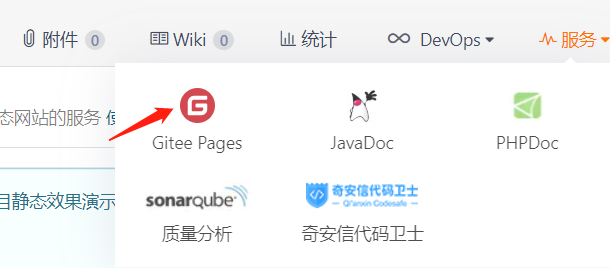 附件 0 Wiki 0 统计 DevOps 服务
Gitee Pages JavaDoc PHPDoc
态网站的服务 使
sonarqube 奇安信代码卫士
Qi'anxin Codesafe
目静态效果演示
质量分析 奇安信代码卫士